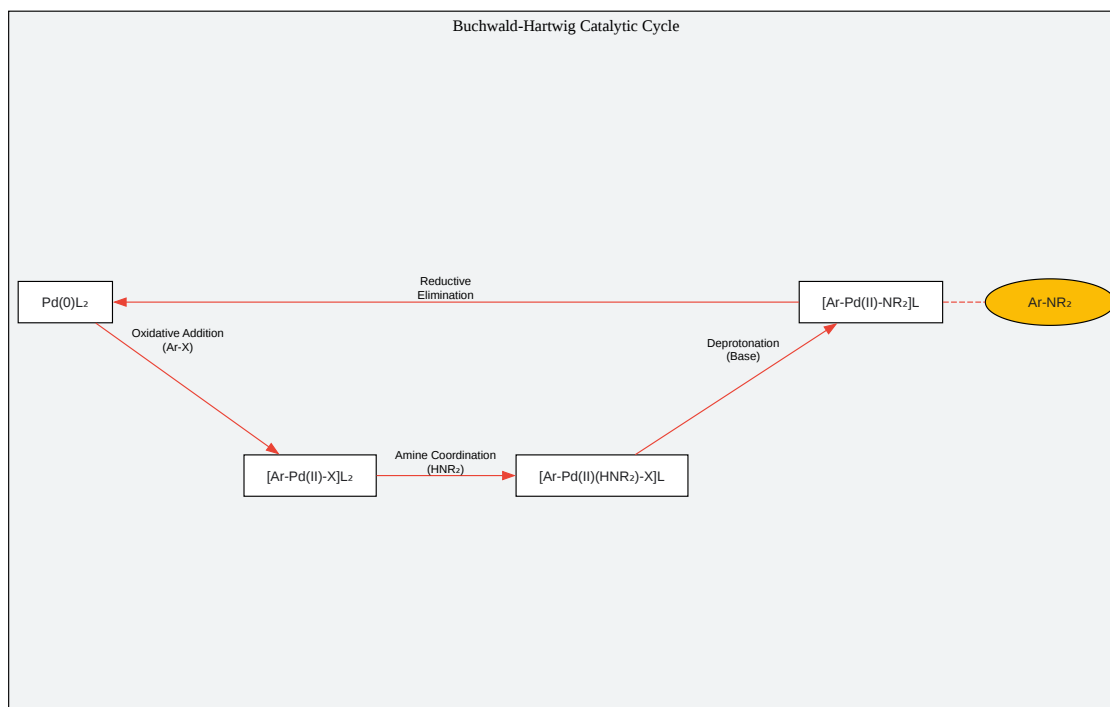 Buchwald-Hartwig Catalytic Cycle
Reductive
Elimination
Pd(0)L₂
[Ar-Pd(II)-NR₂]L
Ar-NR₂
Oxidative Addition
(Ar-X)
Deprotonation
(Base)
Amine Coordination
(HNR₂)
[Ar-Pd(II)-X]L₂
[Ar-Pd(II)(HNR₂)-X]L